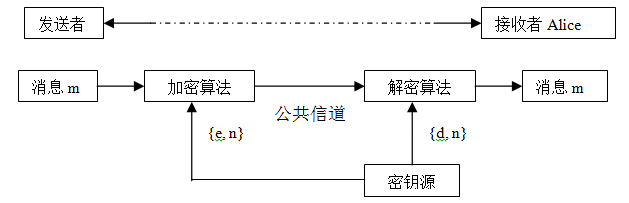 发送者
接收者 Alice
消息 m
加密算法
解密算法
消息 m
公共信道
{e, n}
{d, n}
密钥源